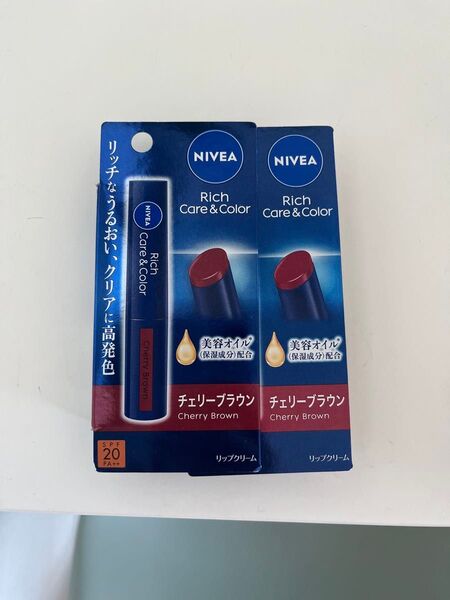 リッチなうるおい、クリアに高発色
NIVEA
Rich
Care & Color
Cherry Brown
NIVEA
Rich
Care & Color
美容オイル*
(保湿成分)配合
チェリーブラウン
Cherry Brown
SPF
20
PA++
リップクリーム
NIVEA
Rich
Care & Color
美容オイル*
(保湿成分)配合
チェリーブラウン
Cherry Brown
リップクリーム